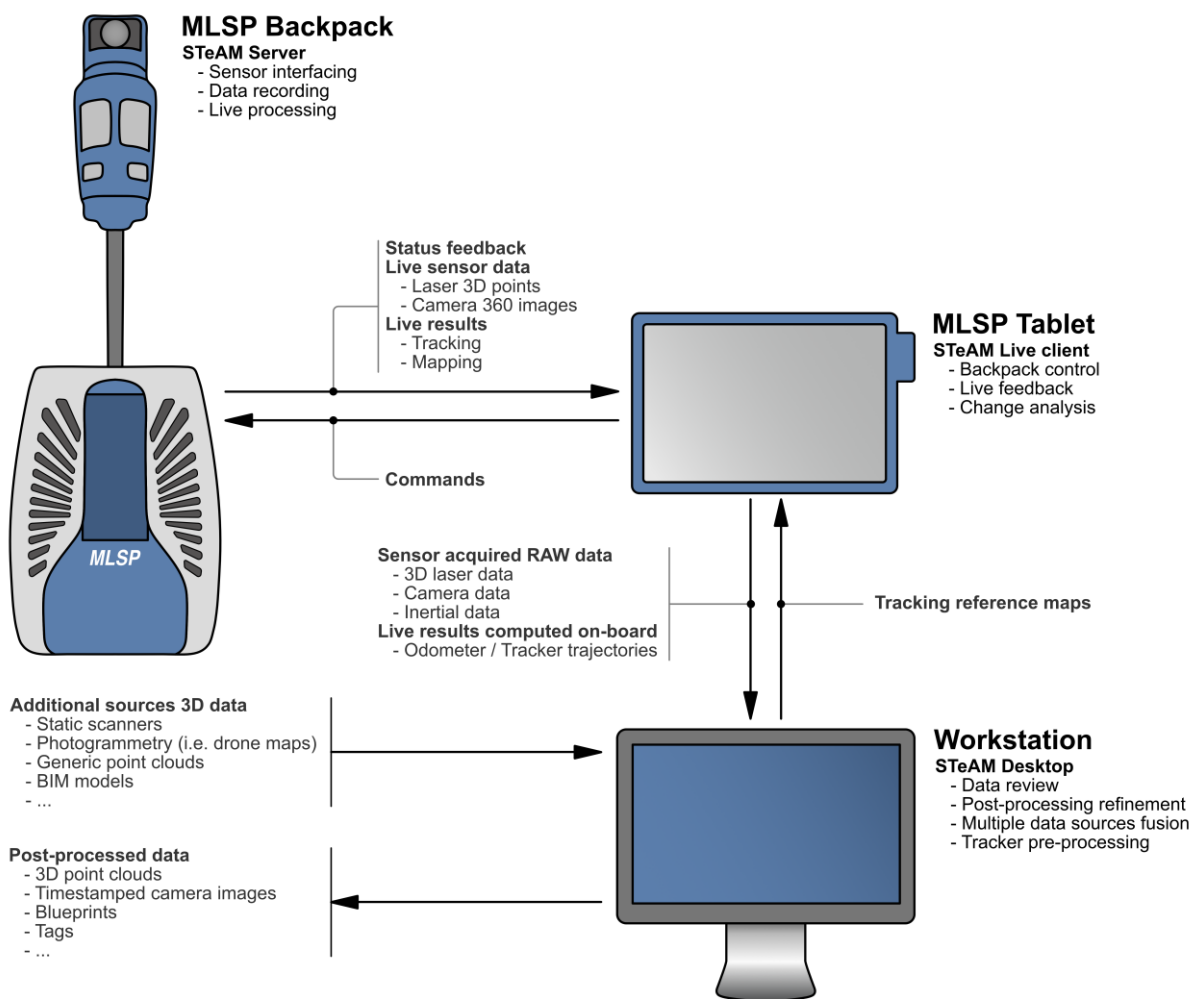 MLSP Backpack
STeAM Server
- Sensor interfacing
- Data recording
- Live processing
Status feedback
Live sensor data
- Laser 3D points
- Camera 360 images
Live results
- Tracking
- Mapping
MLSP Tablet
STeAM Live client
- Backpack control
- Live feedback
- Change analysis
Commands
MLSP
Sensor acquired RAW data
- 3D laser data
- Camera data
- Inertial data
Live results computed on-board
- Odometer / Tracker trajectories
Tracking reference maps
Additional sources 3D data
- Static scanners
- Photogrammetry (i.e. drone maps)
- Generic point clouds
- BIM models
- ...
Workstation
STeAM Desktop
- Data review
- Post-processing refinement
- Multiple data sources fusion
- Tracker pre-processing
Post-processed data
- 3D point clouds
- Timestamped camera images
- Blueprints
- Tags
- ...